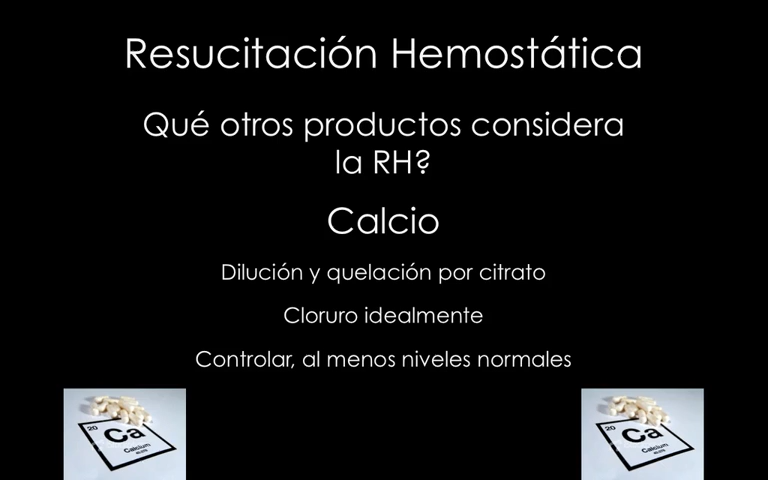 Resucitación Hemostática
Qué otros productos considera
la RH?
Calcio
Dilución y quelación por citrato
Cloruro idealmente
Controlar, al menos niveles normales
20
Ca
Calcium
20
Ca
Calcium